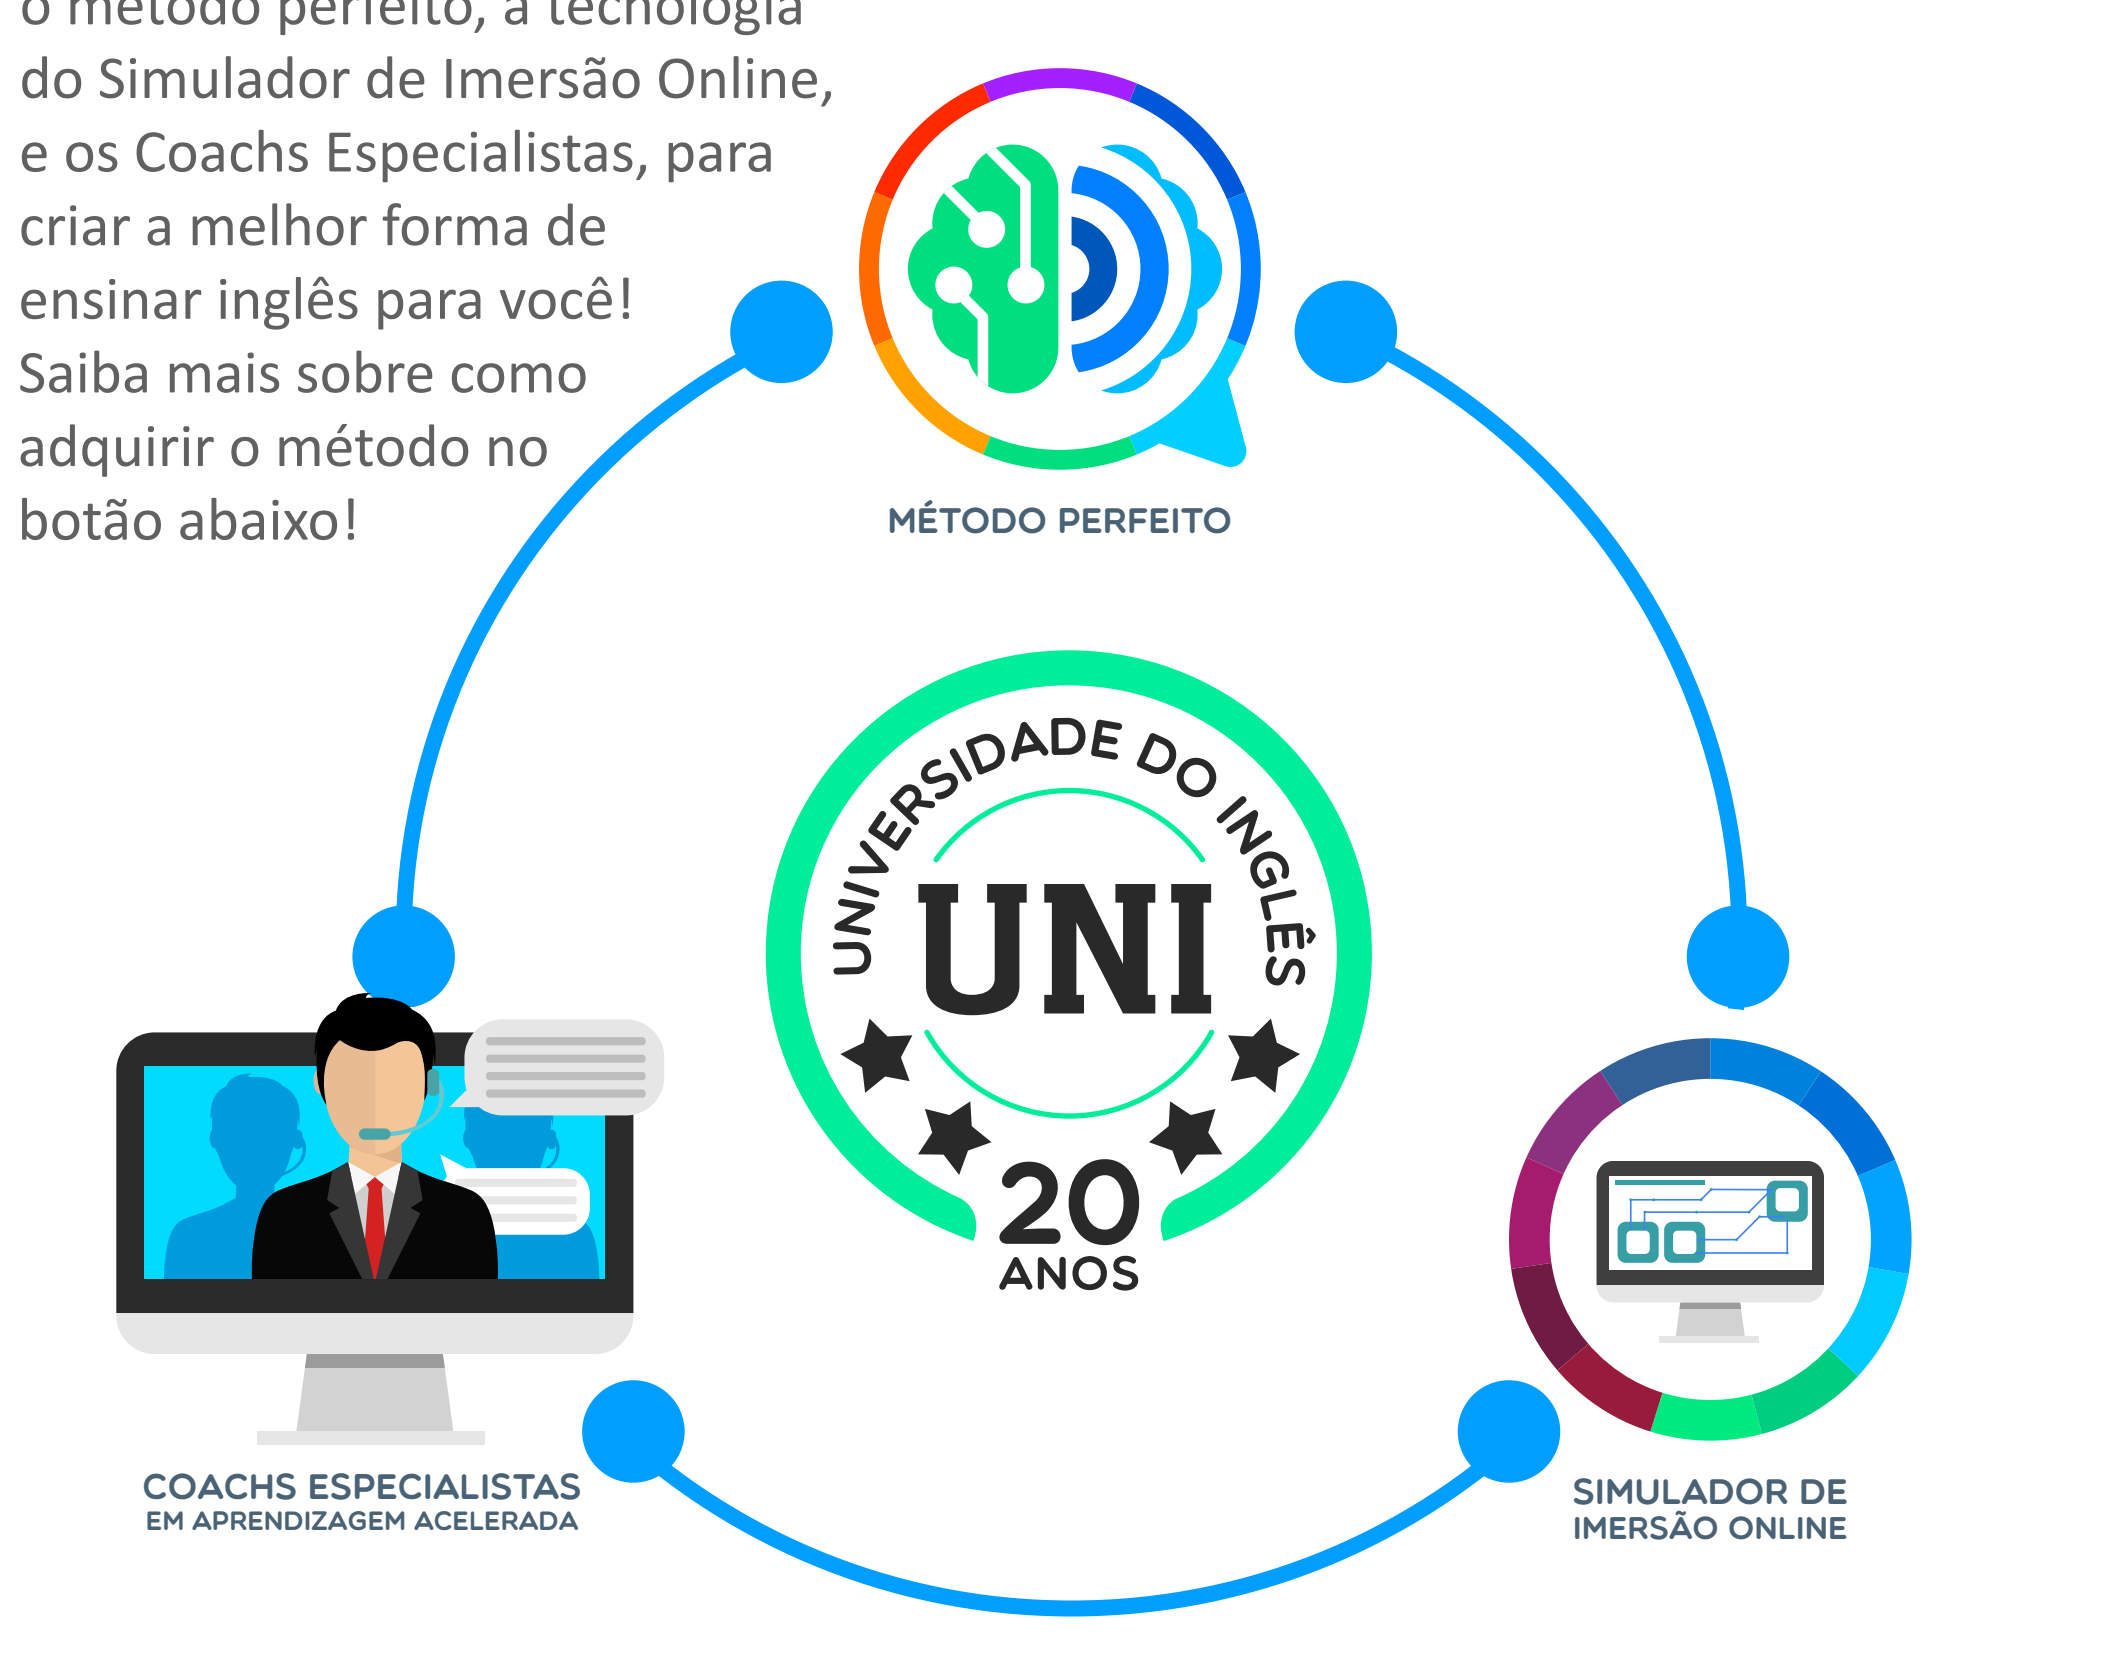 o método perfeito, a tecnologia
do Simulador de Imersão Online,
e os Coachs Especialistas, para
criar a melhor forma de
ensinar inglês para você!
Saiba mais sobre como
adquirir o método no
botão abaixo!
MÉTODO PERFEITO
UNIVERSIDADE DO INGLÊS
UNI
20
ANOS
COACHS ESPECIALISTAS
EM APRENDIZAGEM ACELERADA
SIMULADOR DE
IMERSÃO ONLINE